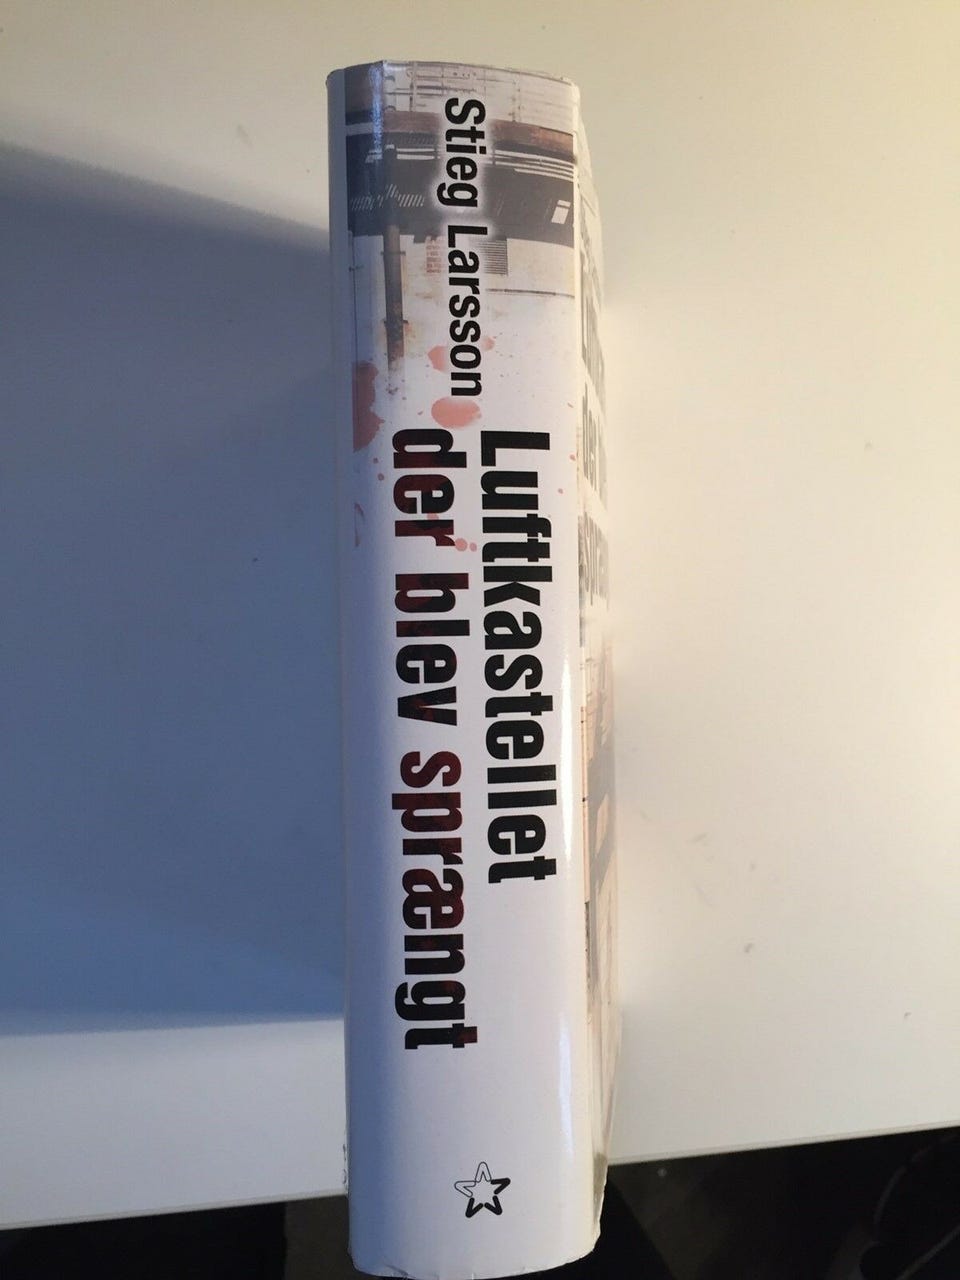 Stieg Larsson
Luftkastellet
der blev sprængt